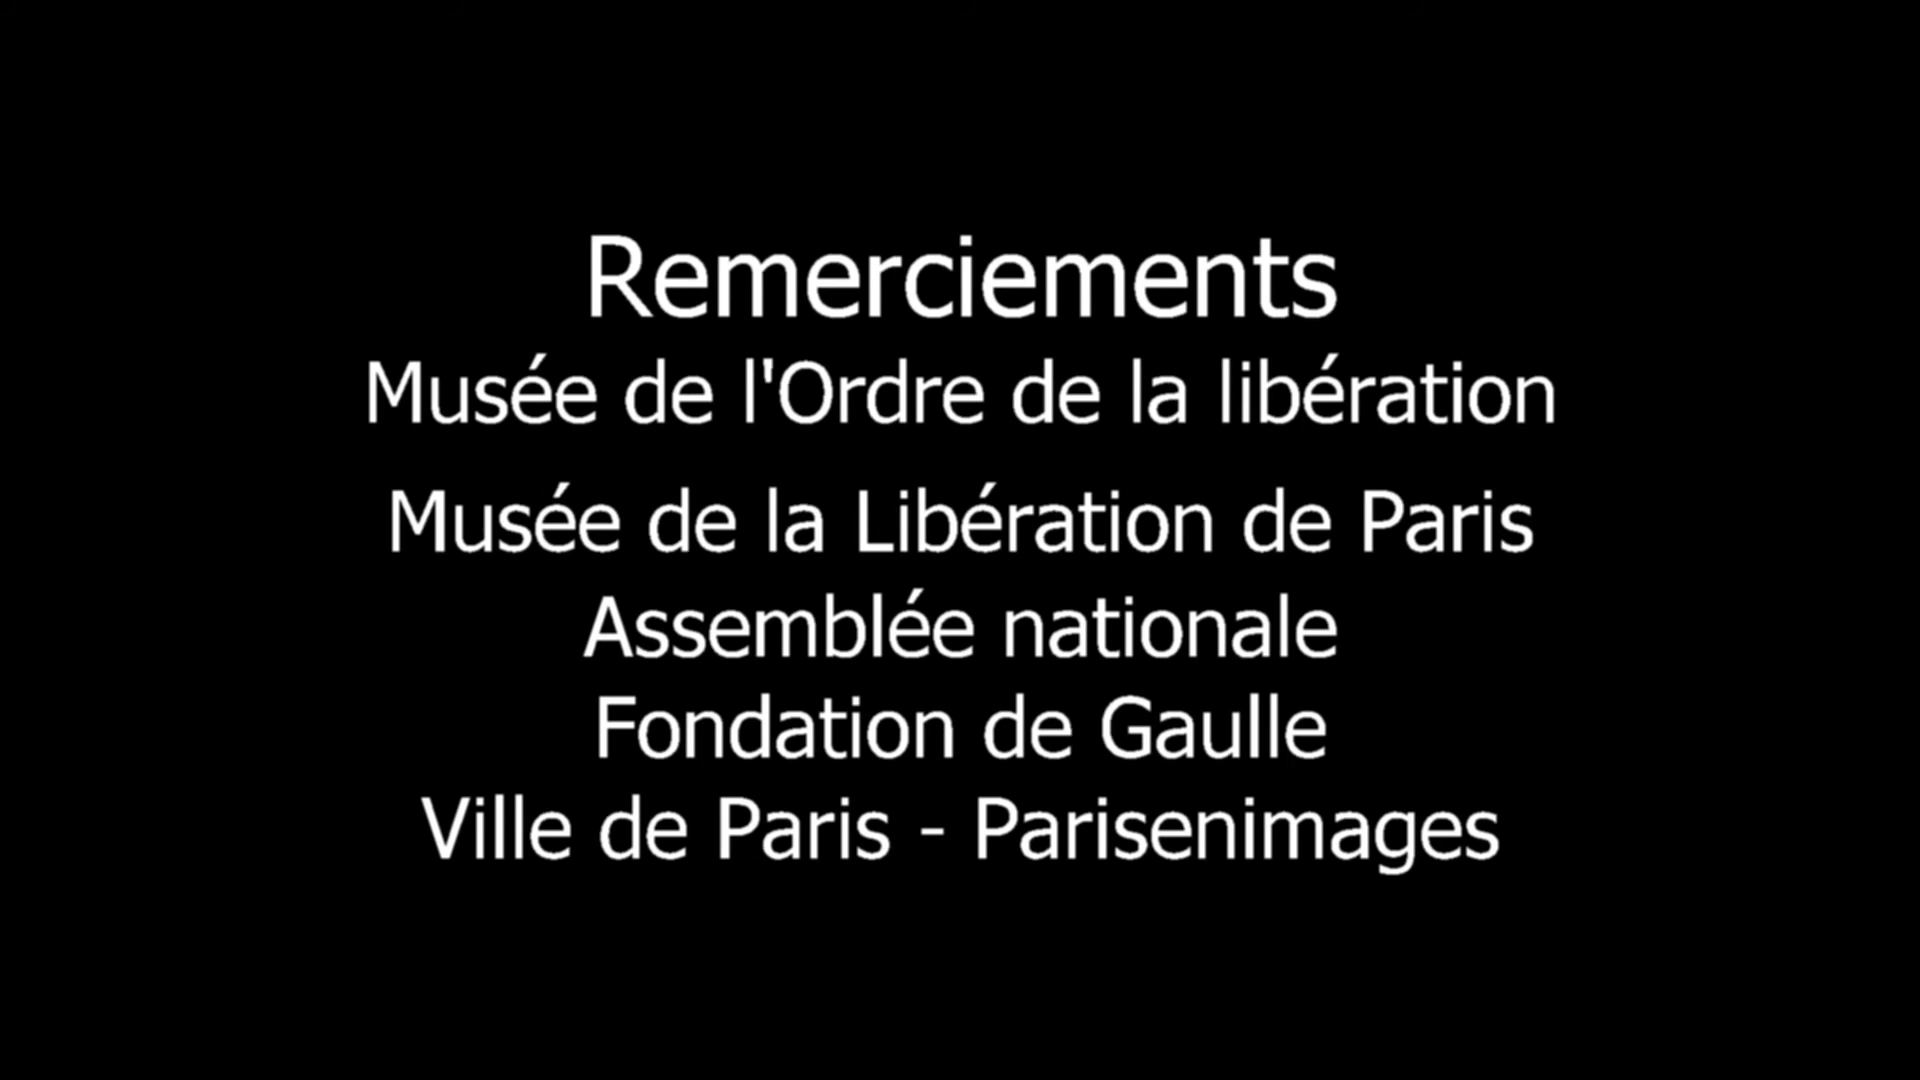 Remerciements
Musée de l'Ordre de la libération
Musée de la Libération de Paris
Assemblée nationale
Fondation de Gaulle
Ville de Paris - Parisenimages